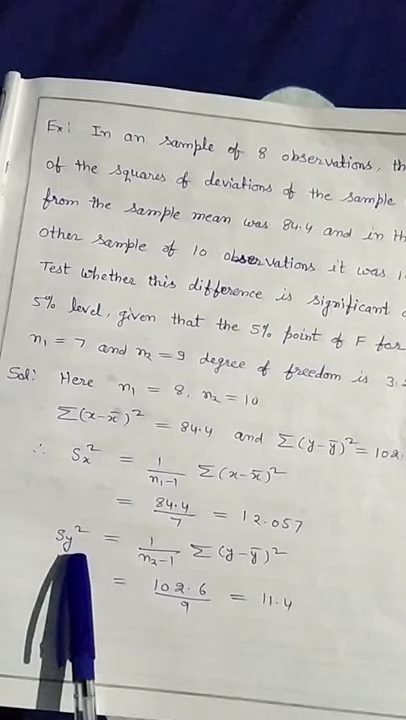 Ex: In an sample of 8 observations, th
of the squares of deviations of the sample
from the sample mean was 84.4 and in th
other sample of 10 observations it was 1
Test whether this difference is significant
5% level, given that the 5% point of F for
n₁ = 7 and n₂ = 9 degree of freedom is 3.
Sol: Here n₁ = 8, n₂ = 10
Σ(x-x̄)² = 84.4 and Σ(y-ȳ)² = 102.
∴ Sx² = 1/(n₁-1) Σ(x-x̄)²
= 84.4/7 = 12.057
Sy² = 1/(n₂-1) Σ(y-ȳ)²
= 102.6/9 = 11.4